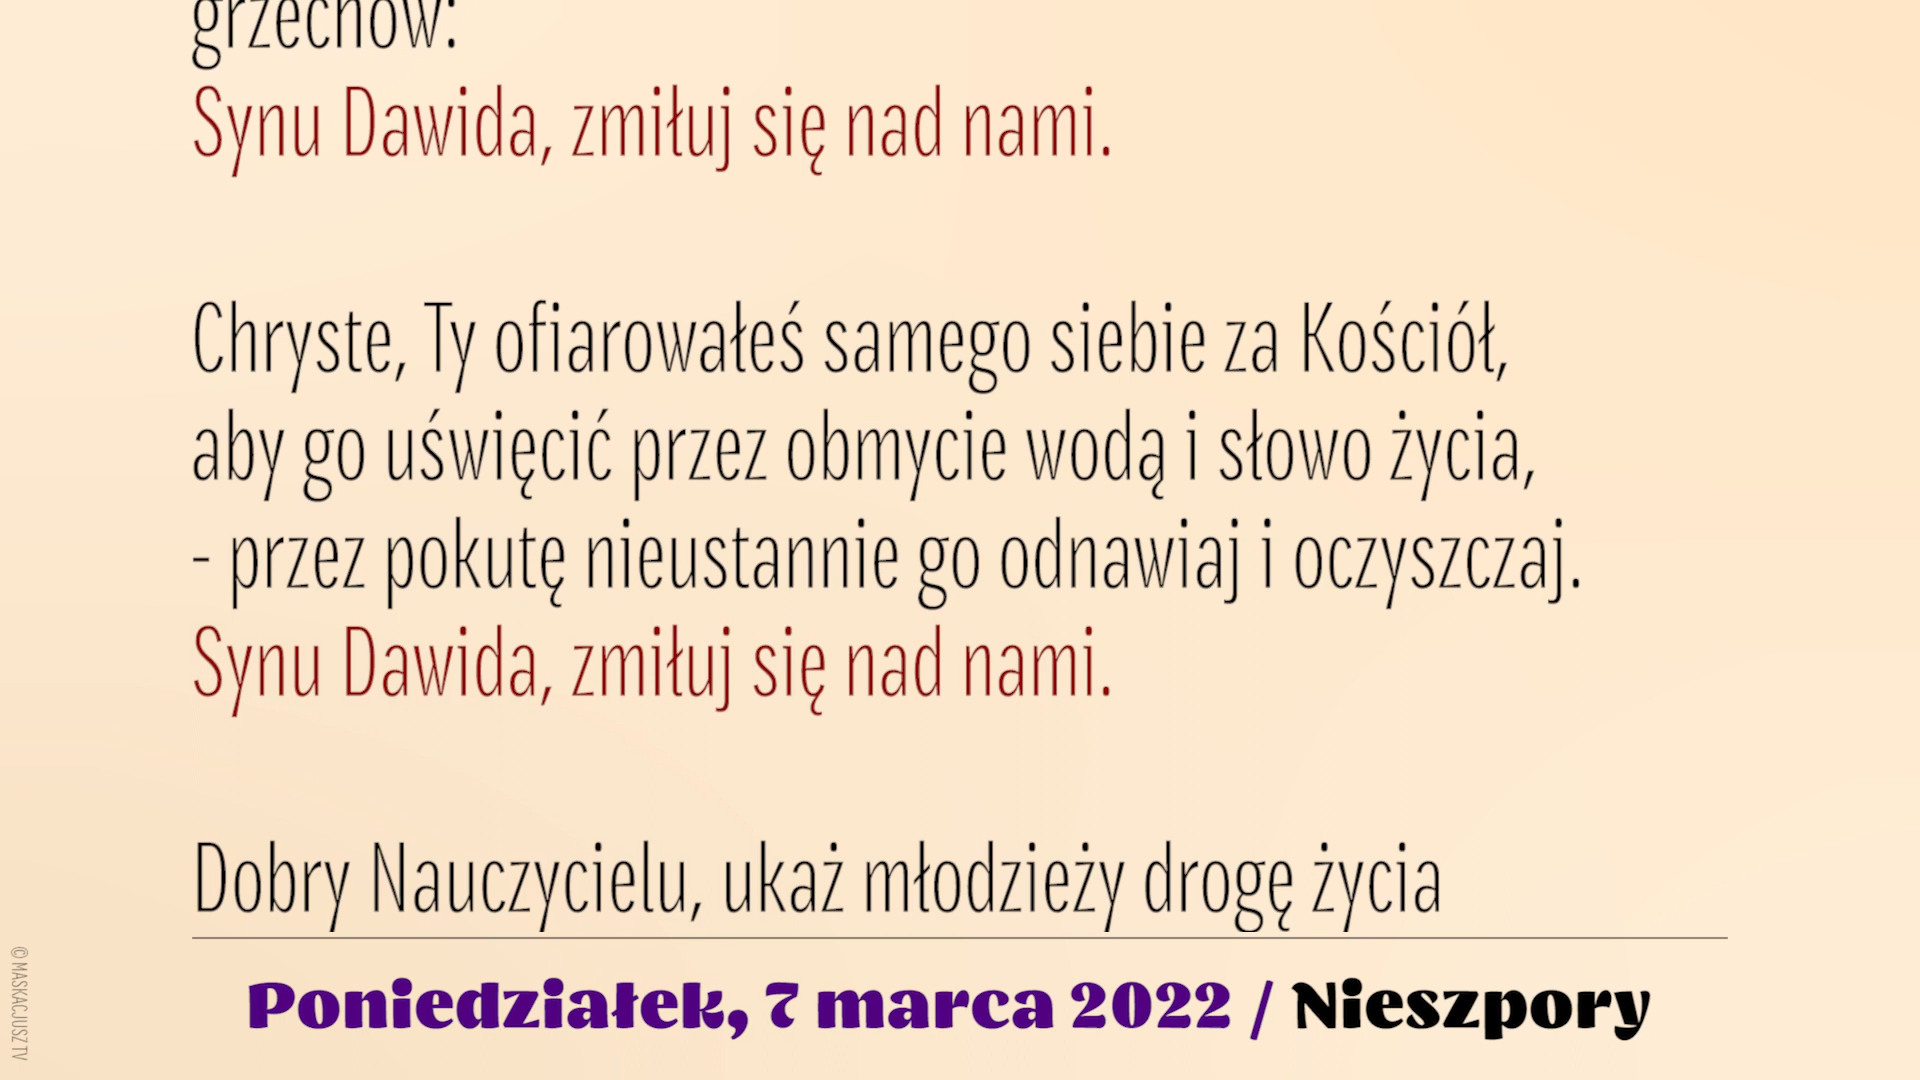 grzechów:
Synu Dawida, zmiłuj się nad nami.
Chryste, Ty ofiarowałeś samego siebie za Kościół,
aby go uświęcić przez obmycie wodą i słowo życia,
- przez pokutę nieustannie go odnawiaj i oczyszczaj.
Synu Dawida, zmiłuj się nad nami.
Dobry Nauczycielu, ukaż młodzieży drogę życia
Poniedziałek, 7 marca 2022 / Nieszpory
© MASKACJUSZ TV